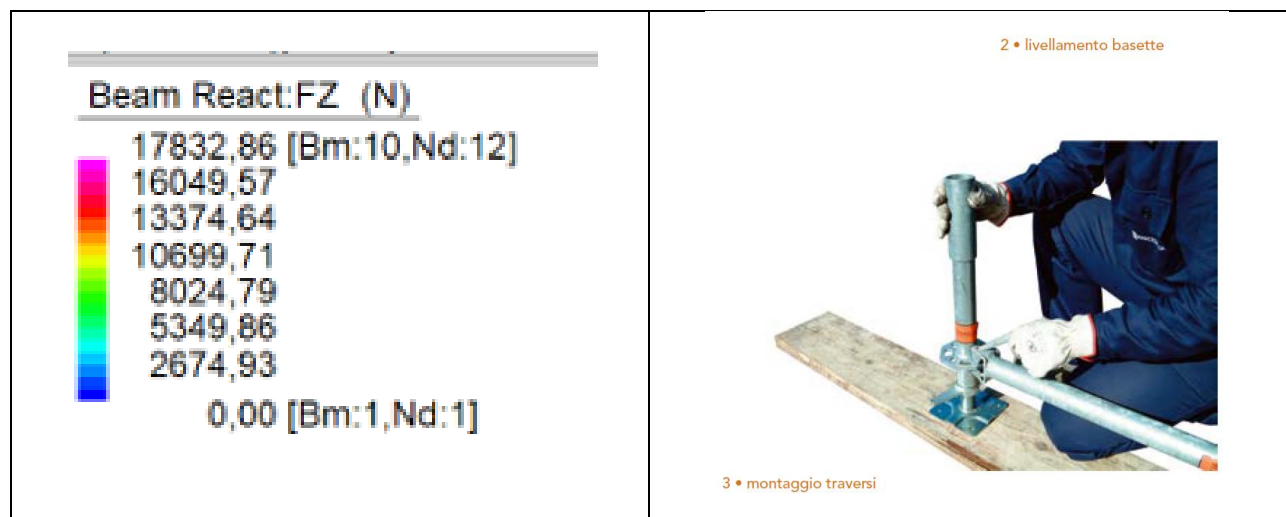 Beam React:FZ (N)
17832,86 [Bm:10,Nd:12]
16049,57
13374,64
10699,71
8024,79
5349,86
2674,93
0,00 [Bm:1,Nd:1]
2 • livellamento basette
3 • montaggio traversi